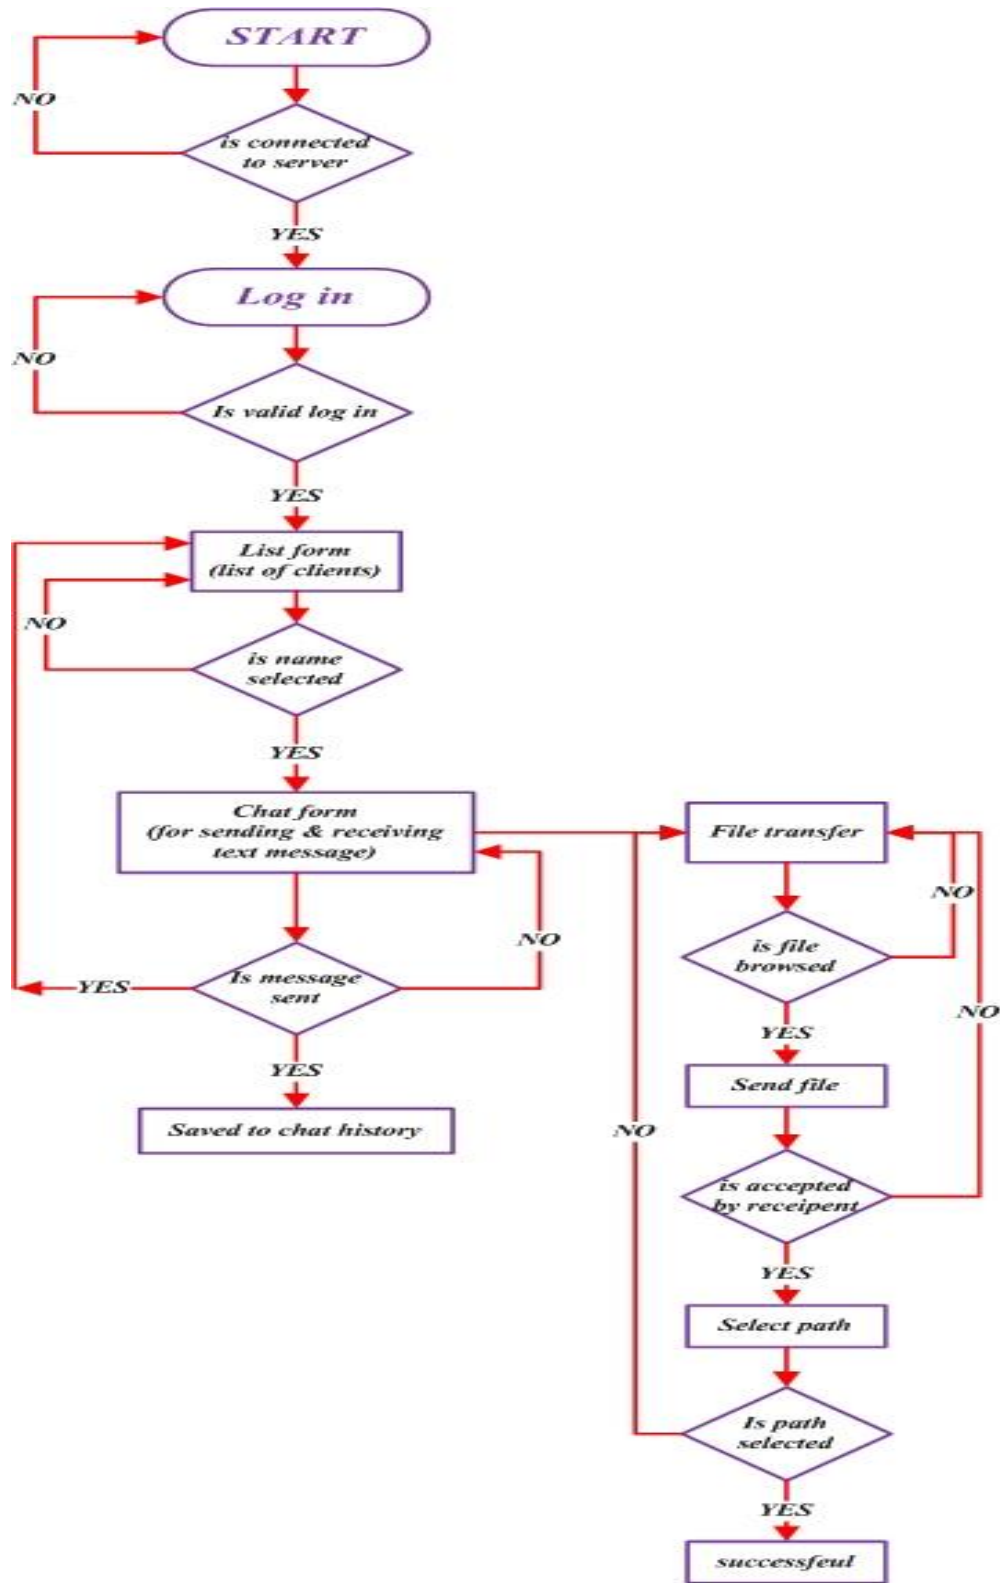 START
NO
is connected
to server
YES
Log in
NO
Is valid log in
YES
List form
(list of clients)
NO
is name
selected
YES
Chat form
(for sending & receiving
text message)
NO
Is message
sent
YES
YES
Saved to chat history
File transfer
NO
is file
browsed
YES
NO
Send file
is accepted
by receipent
YES
Select path
NO
Is path
selected
YES
successfeul